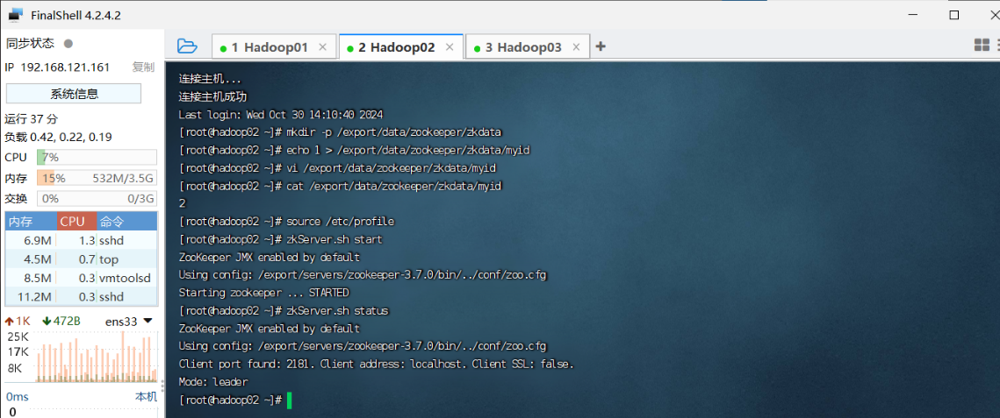 FinalShell 4.2.4.2
同步状态
IP 192.168.121.161 复制
系统信息
运行 37 分
负载 0.42, 0.22, 0.19
CPU 7%
内存 15% 532M/3.5G
交换 0% 0/3G
内存 CPU 命令
6.9M 1.3 sshd
4.5M 0.7 top
8.5M 0.3 vmtoolsd
11.2M 0.3 sshd
1K 472B ens33
25K
17K
8K
0ms 本机
0
1 Hadoop01
2 Hadoop02
3 Hadoop03
连接主机...
连接主机成功
Last login: Wed Oct 30 14:10:40 2024
[root@hadoop02 ~]# mkdir -p /export/data/zookeeper/zkdata
[root@hadoop02 ~]# echo 1 > /export/data/zookeeper/zkdata/myid
[root@hadoop02 ~]# vi /export/data/zookeeper/zkdata/myid
[root@hadoop02 ~]# cat /export/data/zookeeper/zkdata/myid
2
[root@hadoop02 ~]# source /etc/profile
[root@hadoop02 ~]# zkServer.sh start
ZooKeeper JMX enabled by default
Using config: /export/servers/zookeeper-3.7.0/bin/../conf/zoo.cfg
Starting zookeeper ... STARTED
[root@hadoop02 ~]# zkServer.sh status
ZooKeeper JMX enabled by default
Using config: /export/servers/zookeeper-3.7.0/bin/../conf/zoo.cfg
Client port found: 2181. Client address: localhost. Client SSL: false.
Mode: leader
[root@hadoop02 ~]#